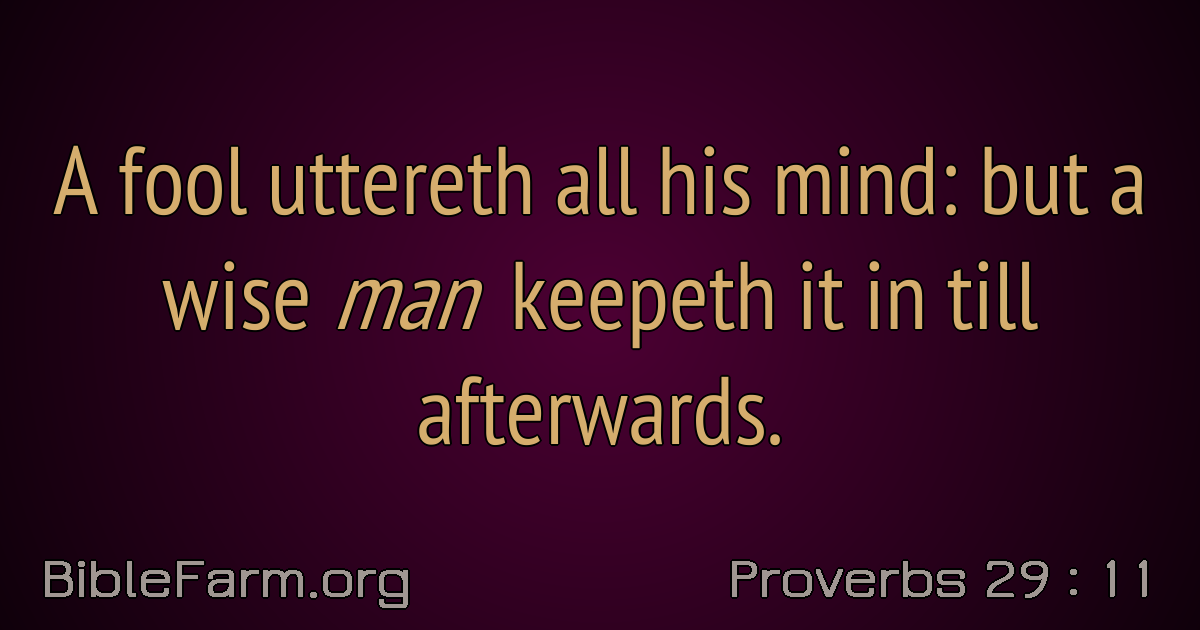 A fool uttereth all his mind: but a
wise man keepeth it in till
afterwards.
BibleFarm.org
Proverbs 29 : 11